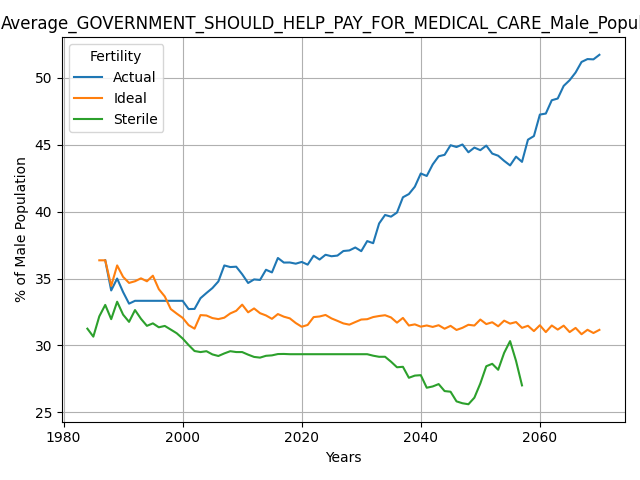 Average_GOVERNMENT_SHOULD_HELP_PAY_FOR_MEDICAL_CARE_Male_Popul
Fertility
Actual
Ideal
Sterile
% of Male Population
50
45
40
35
30
25
1980
2000
2020
2040
2060
Years